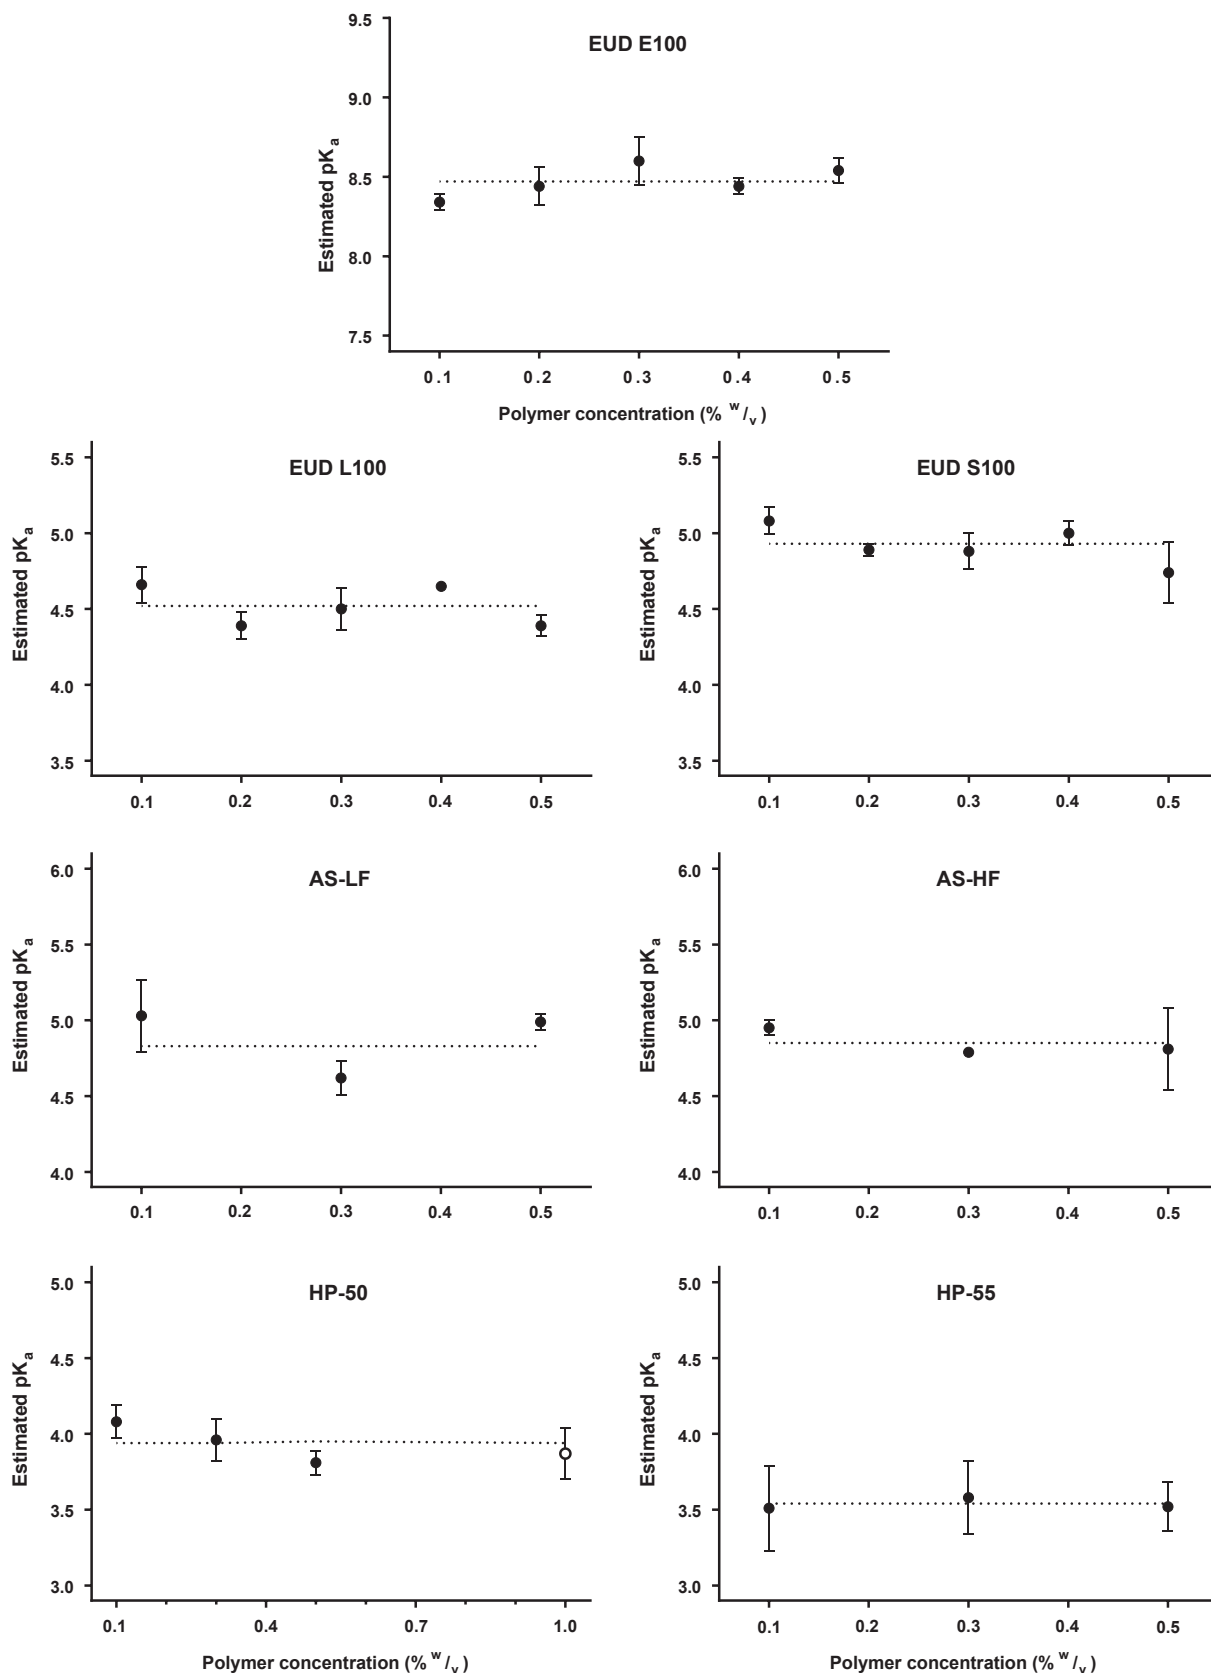 EUD E100
Estimated pKa
9.5
9.0
8.5
8.0
7.5
0.1 0.2 0.3 0.4 0.5
Polymer concentration (% w/v)
EUD L100
Estimated pKa
5.5
5.0
4.5
4.0
3.5
0.1 0.2 0.3 0.4 0.5
EUD S100
Estimated pKa
5.5
5.0
4.5
4.0
3.5
0.1 0.2 0.3 0.4 0.5
AS-LF
Estimated pKa
6.0
5.5
5.0
4.5
4.0
0.1 0.2 0.3 0.4 0.5
AS-HF
Estimated pKa
6.0
5.5
5.0
4.5
4.0
0.1 0.2 0.3 0.4 0.5
HP-50
Estimated pKa
5.0
4.5
4.0
3.5
3.0
0.1 0.4 0.7 1.0
Polymer concentration (% w/v)
HP-55
Estimated pKa
5.0
4.5
4.0
3.5
3.0
0.1 0.2 0.3 0.4 0.5
Polymer concentration (% w/v)